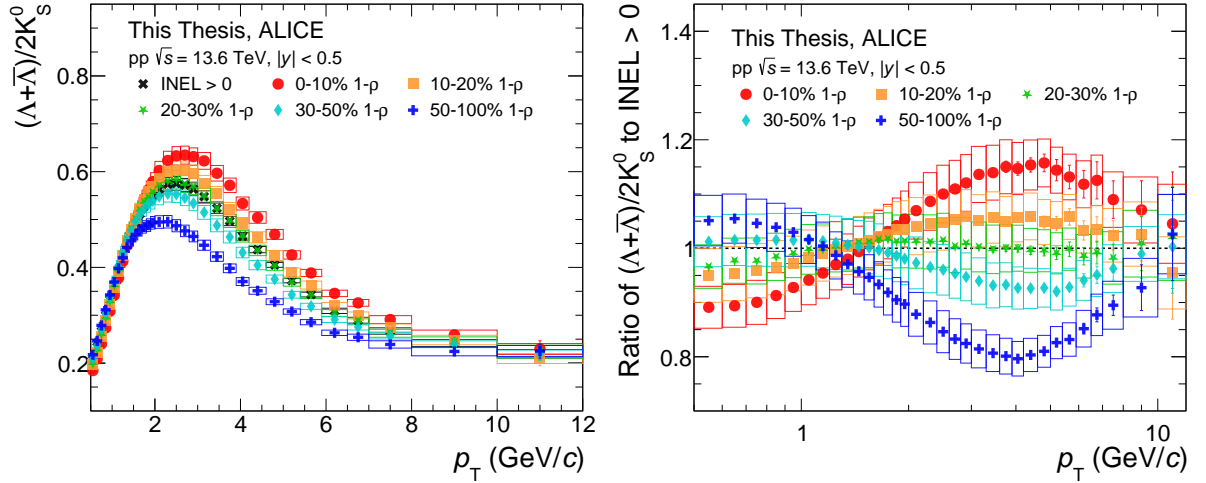 (Λ+Λ̅)/2K⁰_S
This Thesis, ALICE
pp √s = 13.6 TeV, |y| < 0.5
INEL > 0 0-10% 1-ρ 10-20% 1-ρ
20-30% 1-ρ 30-50% 1-ρ 50-100% 1-ρ
0.8
0.6
0.4
0.2
2 4 6 8 10 12
p_T (GeV/c)
Ratio of (Λ+Λ̅)/2K⁰_S to INEL > 0
This Thesis, ALICE
pp √s = 13.6 TeV, |y| < 0.5
0-10% 1-ρ 10-20% 1-ρ 20-30% 1-ρ
30-50% 1-ρ 50-100% 1-ρ
1.4
1.2
1
0.8
1 10
p_T (GeV/c)